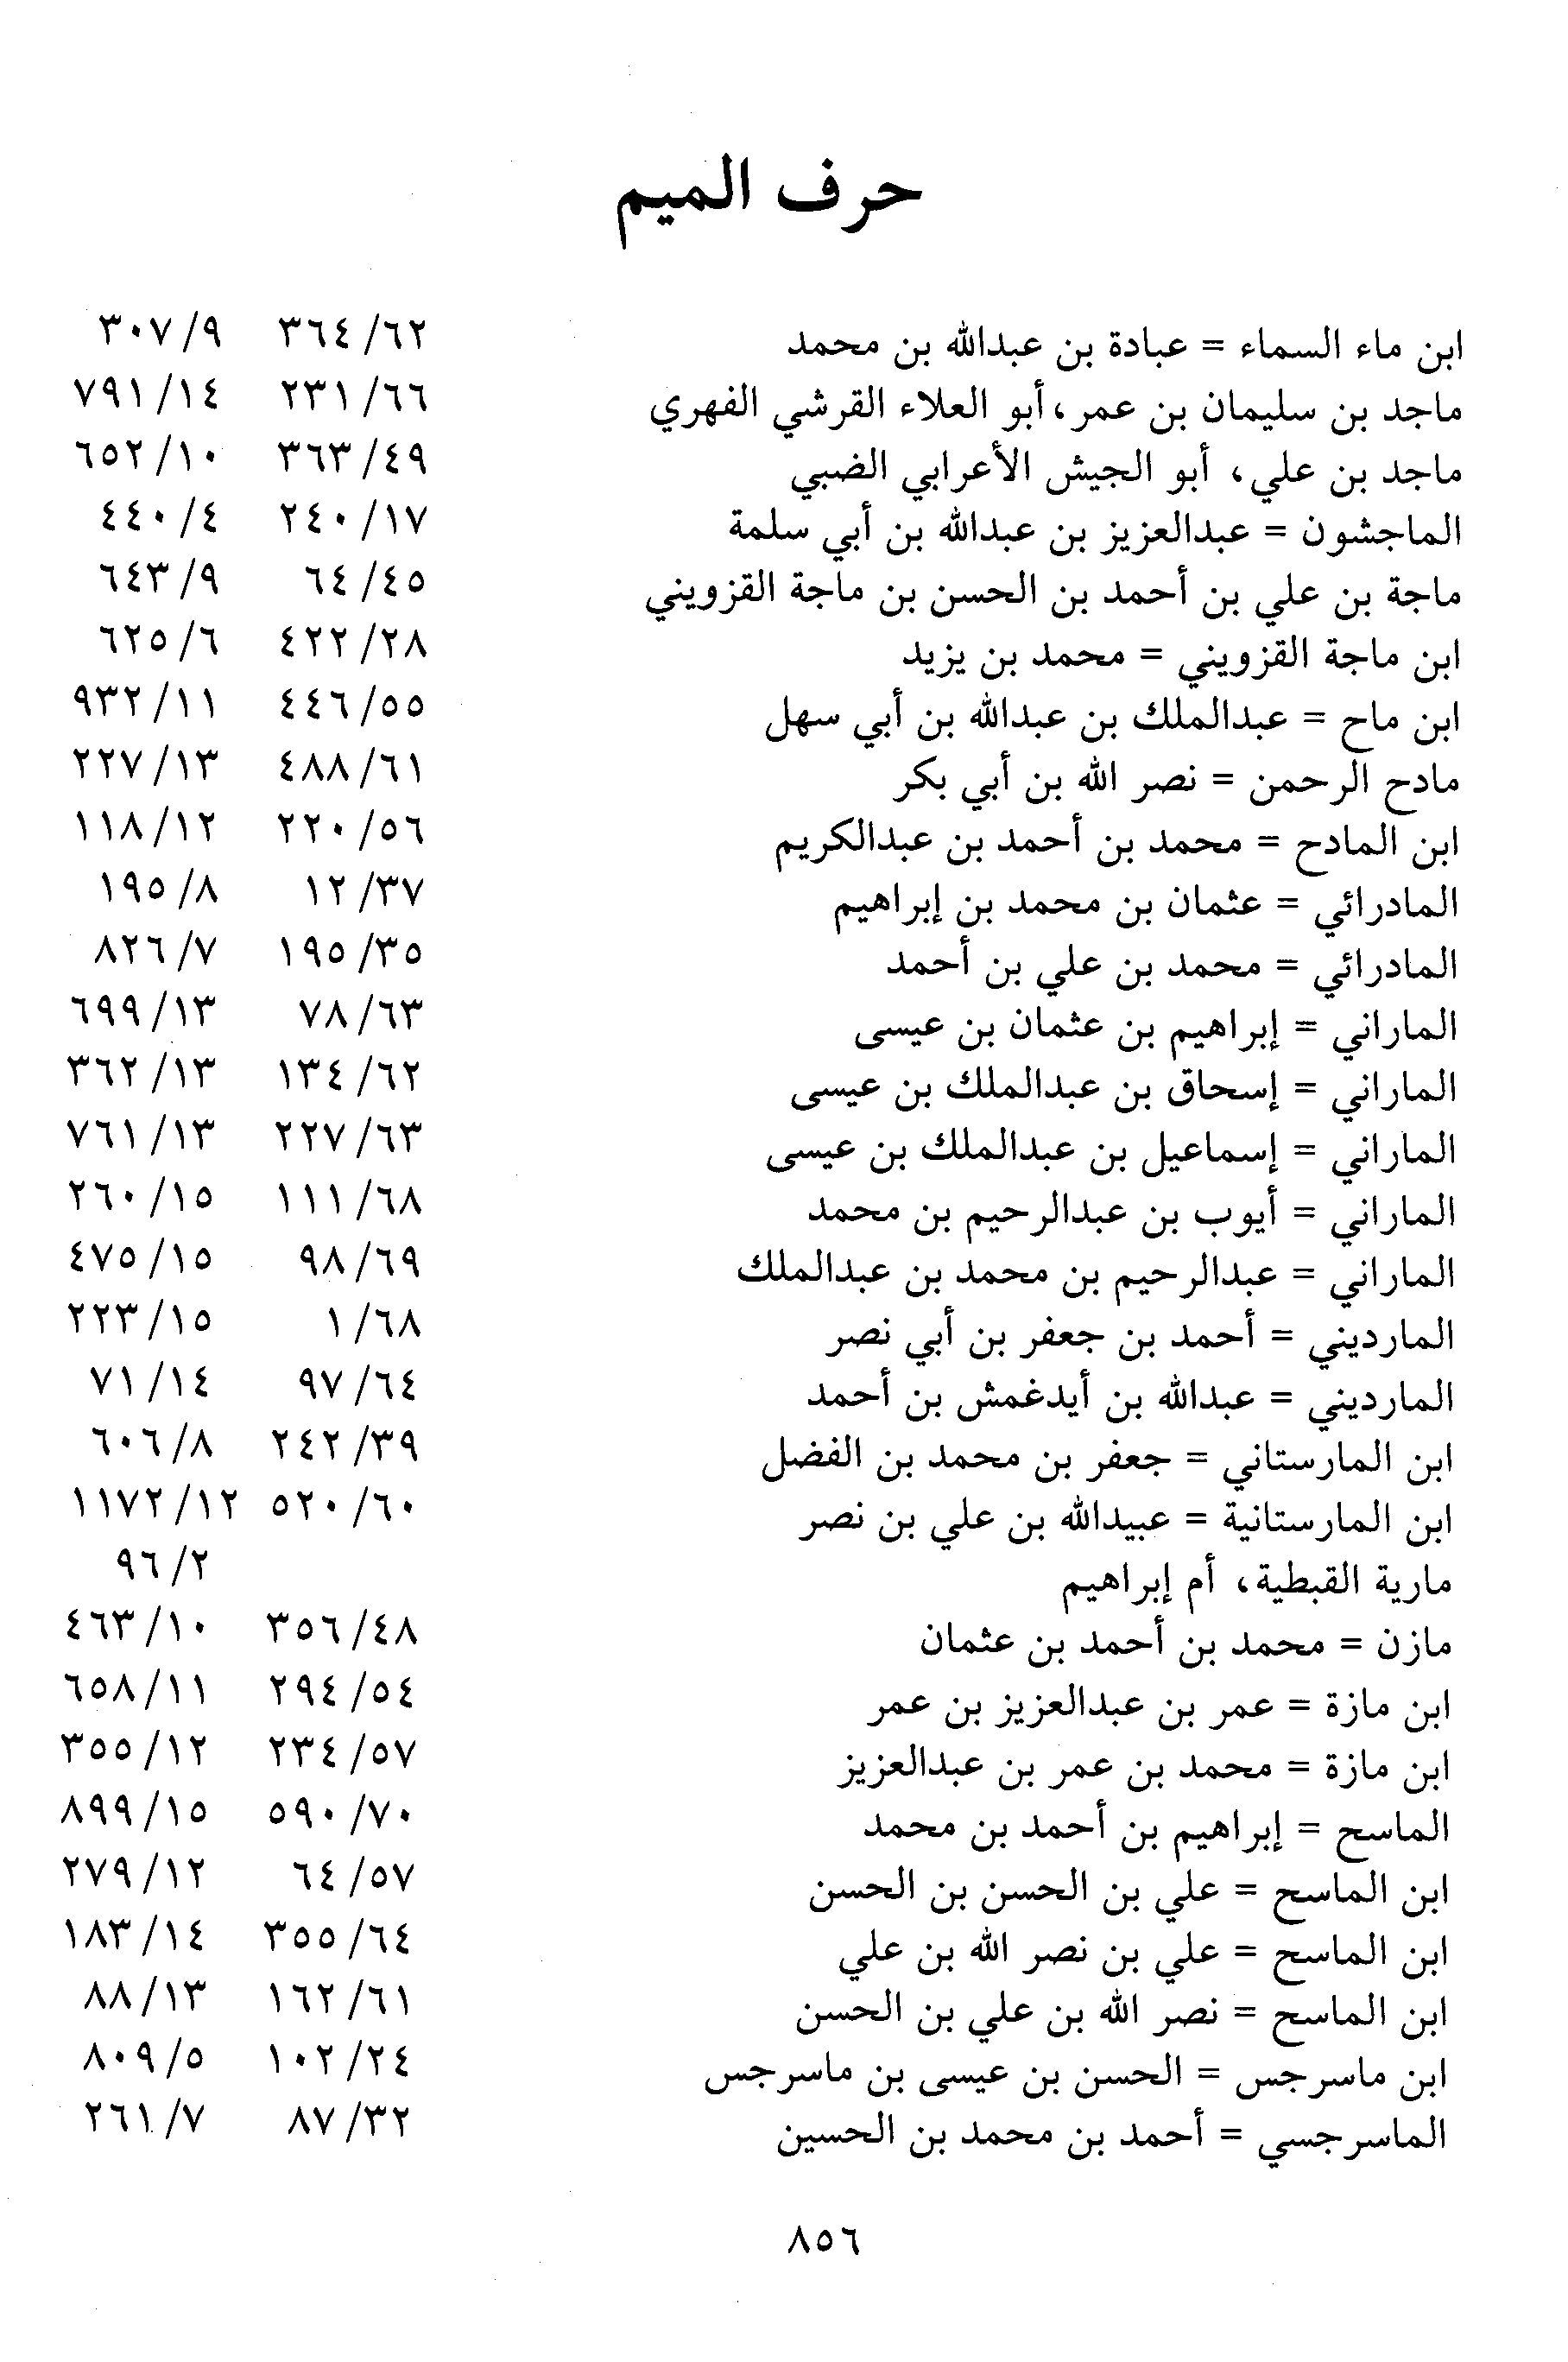 حرف الميم
ابن ماء السماء = عبادة بن عبدالله بن محمد ٦٢/ ٣٦٤ ٩/ ٣٠٧
ماجد بن سليمان بن عمر، أبو العلاء القرشي الفهري ٦٦/ ٢٣١ ١٤/ ٧٩١
ماجد بن علي، أبو الجيش الأعرابي الضبي ٤٩/ ٣٦٣ ١٠/ ٦٥٢
الماجشون = عبدالعزيز بن عبدالله بن أبي سلمة ١٧/ ٢٤٠ ٤/ ٤٤٠
ماجة بن علي بن أحمد بن الحسن بن ماجة القزويني ٤٥/ ٦٤ ٩/ ٦٤٣
ابن ماجة القزويني = محمد بن يزيد ٢٨/ ٤٢٢ ٦/ ٦٢٥
ابن ماح = عبدالملك بن عبدالله بن أبي سهل ٥٥/ ٤٤٦ ١١/ ٩٣٢
مادح الرحمن = نصر الله بن أبي بكر ٦١/ ٤٨٨ ١٣/ ٢٢٧
ابن المادح = محمد بن أحمد بن عبدالكريم ٥٦/ ٢٢٠ ١٢/ ١١٨
المادرائي = عثمان بن محمد بن إبراهيم ٣٧/ ١٢ ٨/ ١٩٥
المادرائي = محمد بن علي بن أحمد ٣٥/ ١٩٥ ٧/ ٨٢٦
الماراني = إبراهيم بن عثمان بن عيسى ٦٣/ ٧٨ ١٣/ ٦٩٩
الماراني = إسحاق بن عبدالملك بن عيسى ٦٢/ ١٣٤ ١٣/ ٣٦٢
الماراني = إسماعيل بن عبدالملك بن عيسى ٦٣/ ٢٢٧ ١٣/ ٧٦١
الماراني = أيوب بن عبدالرحيم بن محمد ٦٨/ ١١١ ١٥/ ٢٦٠
الماراني = عبدالرحيم بن محمد بن عبدالملك ٦٩/ ٩٨ ١٥/ ٤٧٥
المارديني = أحمد بن جعفر بن أبي نصر ٦٨/ ١ ١٥/ ٢٢٣
المارديني = عبدالله بن أيدغمش بن أحمد ٦٤/ ٩٧ ١٤/ ٧١
ابن المارستاني = جعفر بن محمد بن الفضل ٣٩/ ٢٤٢ ٨/ ٦٠٦
ابن المارستانية = عبيدالله بن علي بن نصر ٦٠/ ٥٢٠ ١٢/ ١١٧٢
مارية القبطية، أم إبراهيم ٢/ ٩٦
مازن = محمد بن أحمد بن عثمان ٤٨/ ٣٥٦ ١٠/ ٤٦٣
ابن مازة = عمر بن عبدالعزيز بن عمر ٥٤/ ٢٩٤ ١١/ ٦٥٨
ابن مازة = محمد بن عمر بن عبدالعزيز ٥٧/ ٢٣٤ ١٢/ ٣٥٥
الماسح = إبراهيم بن أحمد بن محمد ٧٠/ ٥٩٠ ١٥/ ٨٩٩
ابن الماسح = علي بن الحسن بن الحسن ٥٧/ ٦٤ ١٢/ ٢٧٩
ابن الماسح = علي بن نصر الله بن علي ٦٤/ ٣٥٥ ١٤/ ١٨٣
ابن الماسح = نصر الله بن علي بن الحسن ٦١/ ١٦٢ ١٣/ ٨٨
ابن ماسرجس = الحسن بن عيسى بن ماسرجس ٢٤/ ١٠٢ ٥/ ٨٠٩
الماسرجسي = أحمد بن محمد بن الحسين ٣٢/ ٨٧ ٧/ ٢٦١
٨٥٦